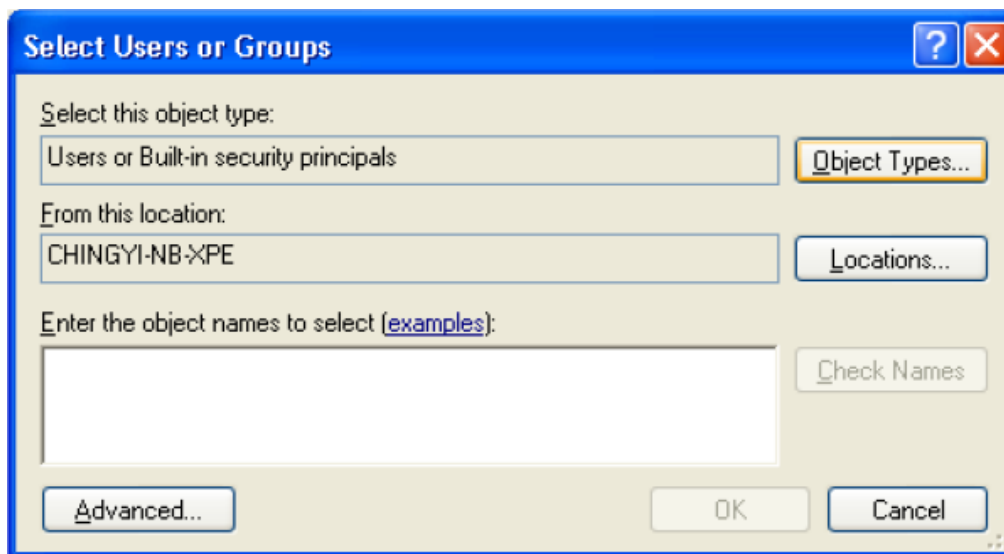 Select Users or Groups
Select this object type:
Users or Built-in security principals
Object Types...
From this location:
CHINGYI-NB-XPE
Locations...
Enter the object names to select (examples):
Check Names
Advanced...
OK
Cancel